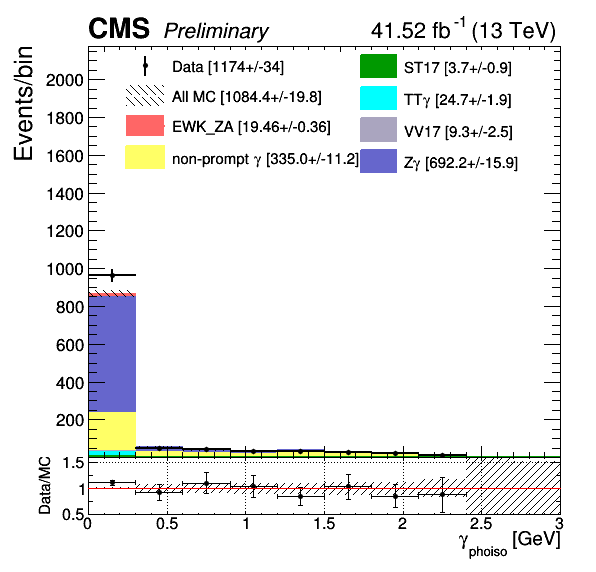 CMS Preliminary 41.52 fb⁻¹ (13 TeV)
Events/bin
Data [1174+/-34]
All MC [1084.4+/-19.8]
EWK_ZA [19.46+/-0.36]
non-prompt γ [335.0+/-11.2]
ST17 [3.7+/-0.9]
TTγ [24.7+/-1.9]
VV17 [9.3+/-2.5]
Zγ [692.2+/-15.9]
2000
1800
1600
1400
1200
1000
800
600
400
200
Data/MC
1.5
1
0.5
0 0.5 1 1.5 2 2.5 3
γphoiso [GeV]